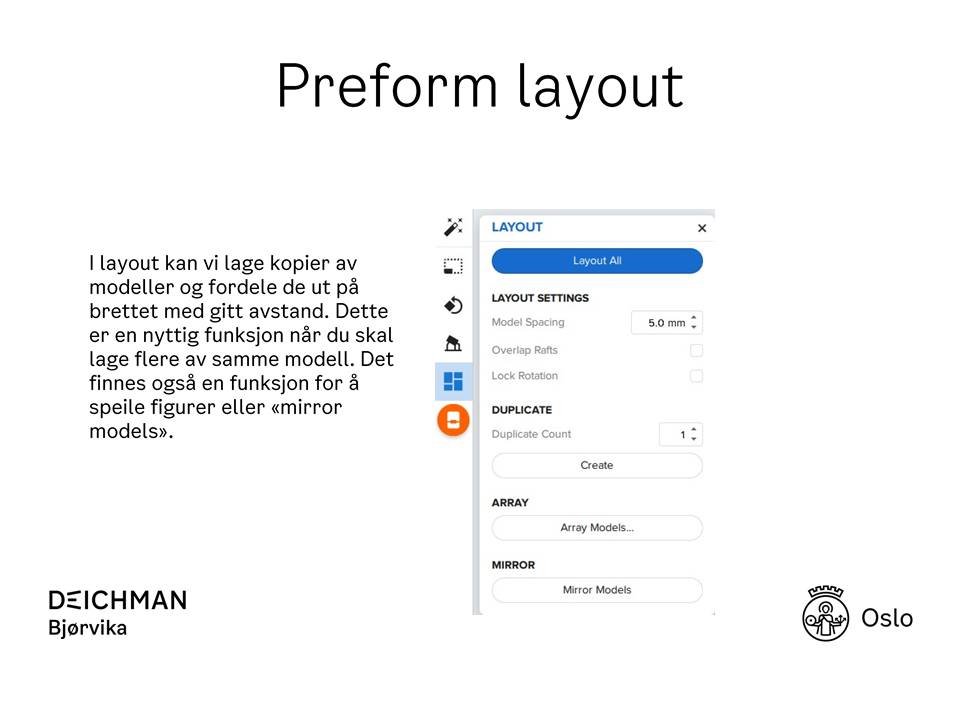 Preform layout
I layout kan vi lage kopier av
modeller og fordele de ut på
brettet med gitt avstand. Dette
er en nyttig funksjon når du skal
lage flere av samme modell. Det
finnes også en funksjon for å
speile figurer eller «mirror
models».
LAYOUT
Layout All
LAYOUT SETTINGS
Model Spacing 5.0 mm
Overlap Rafts
Lock Rotation
DUPLICATE
Duplicate Count 1
Create
ARRAY
Array Models...
MIRROR
Mirror Models
DEICHMAN
Bjørvika
Oslo